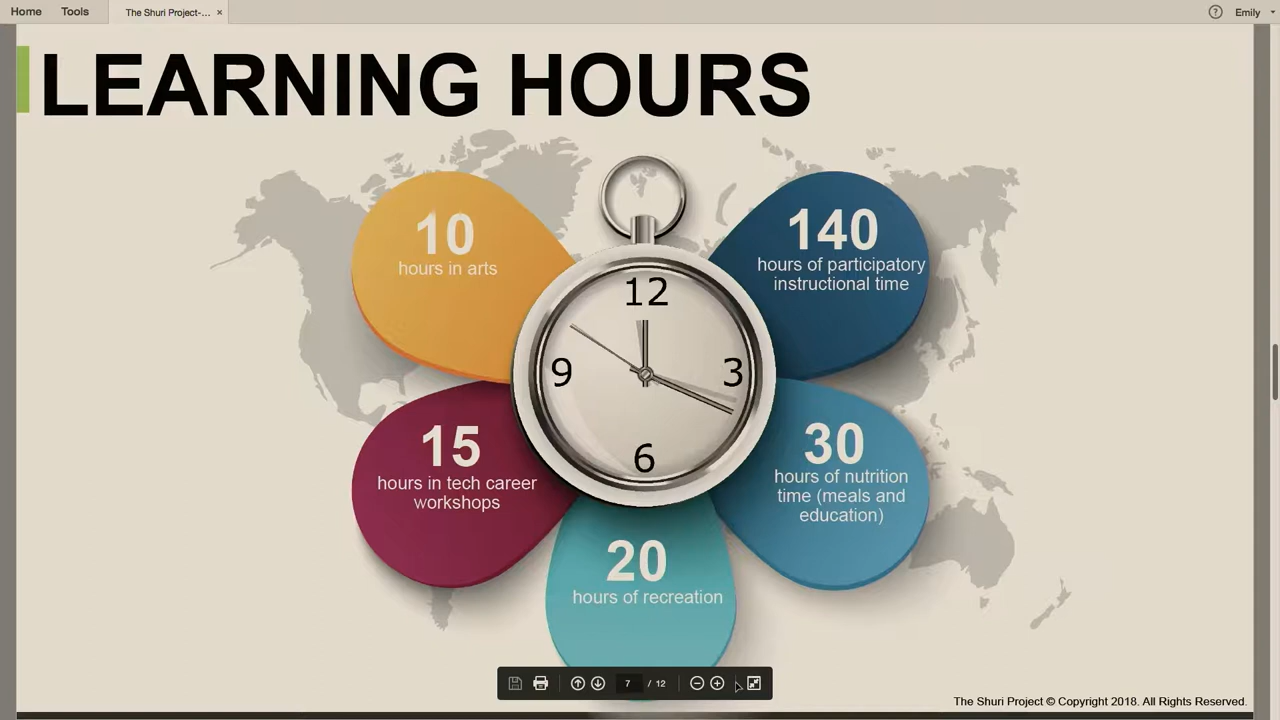 Home
Tools
The Shuri Project-...
×
?
Emily
LEARNING HOURS
10
hours in arts
140
hours of participatory
instructional time
12
9
3
6
15
hours in tech career
workshops
30
hours of nutrition
time (meals and
education)
20
hours of recreation
7 / 12
The Shuri Project © Copyright 2018. All Rights Reserved.